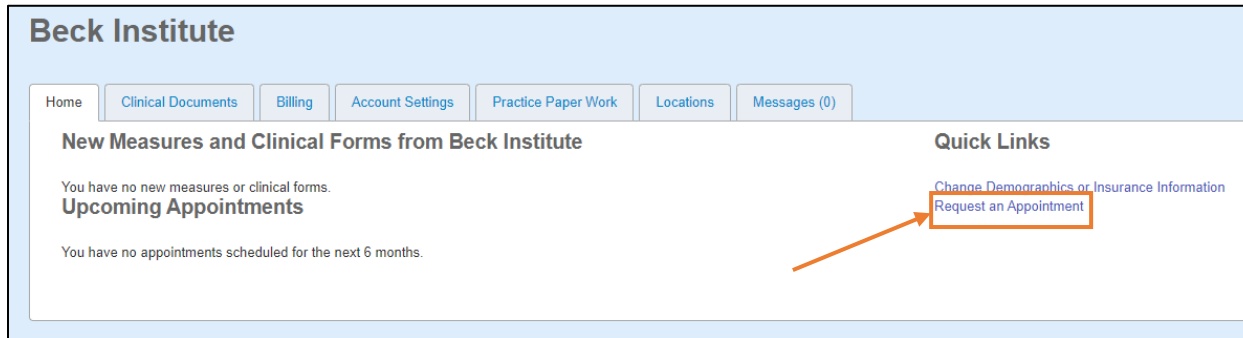 Beck Institute
Home Clinical Documents Billing Account Settings Practice Paper Work Locations Messages (0)
New Measures and Clinical Forms from Beck Institute
You have no new measures or clinical forms.
Upcoming Appointments
You have no appointments scheduled for the next 6 months.
Quick Links
Change Demographics or Insurance Information
Request an Appointment